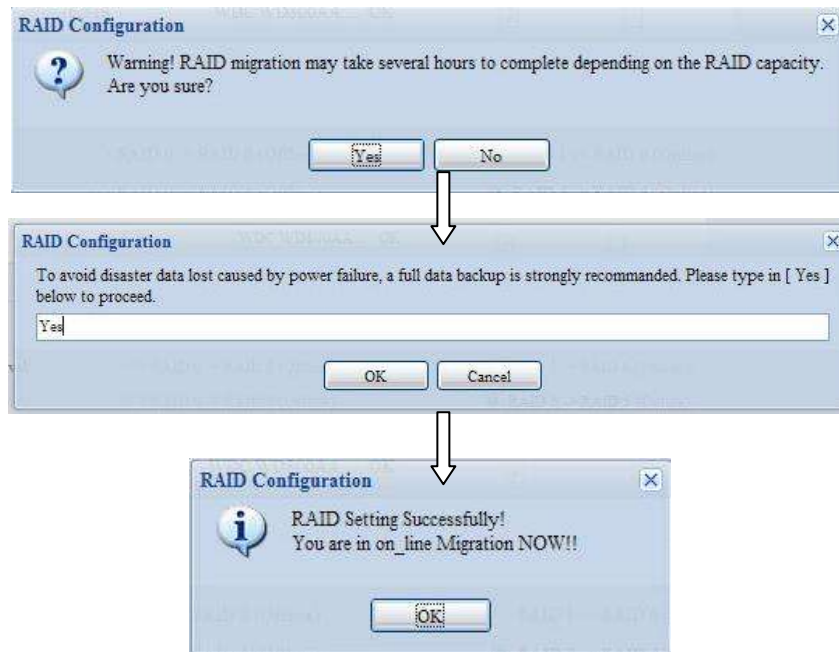 RAID Configuration
Warning! RAID migration may take several hours to complete depending on the RAID capacity.
Are you sure?
Yes
No
RAID Configuration
To avoid disaster data lost caused by power failure, a full data backup is strongly recommanded. Please type in [ Yes ]
below to proceed.
Yes
OK
Cancel
RAID Configuration
RAID Setting Successfully!
You are in on_line Migration NOW!!
OK